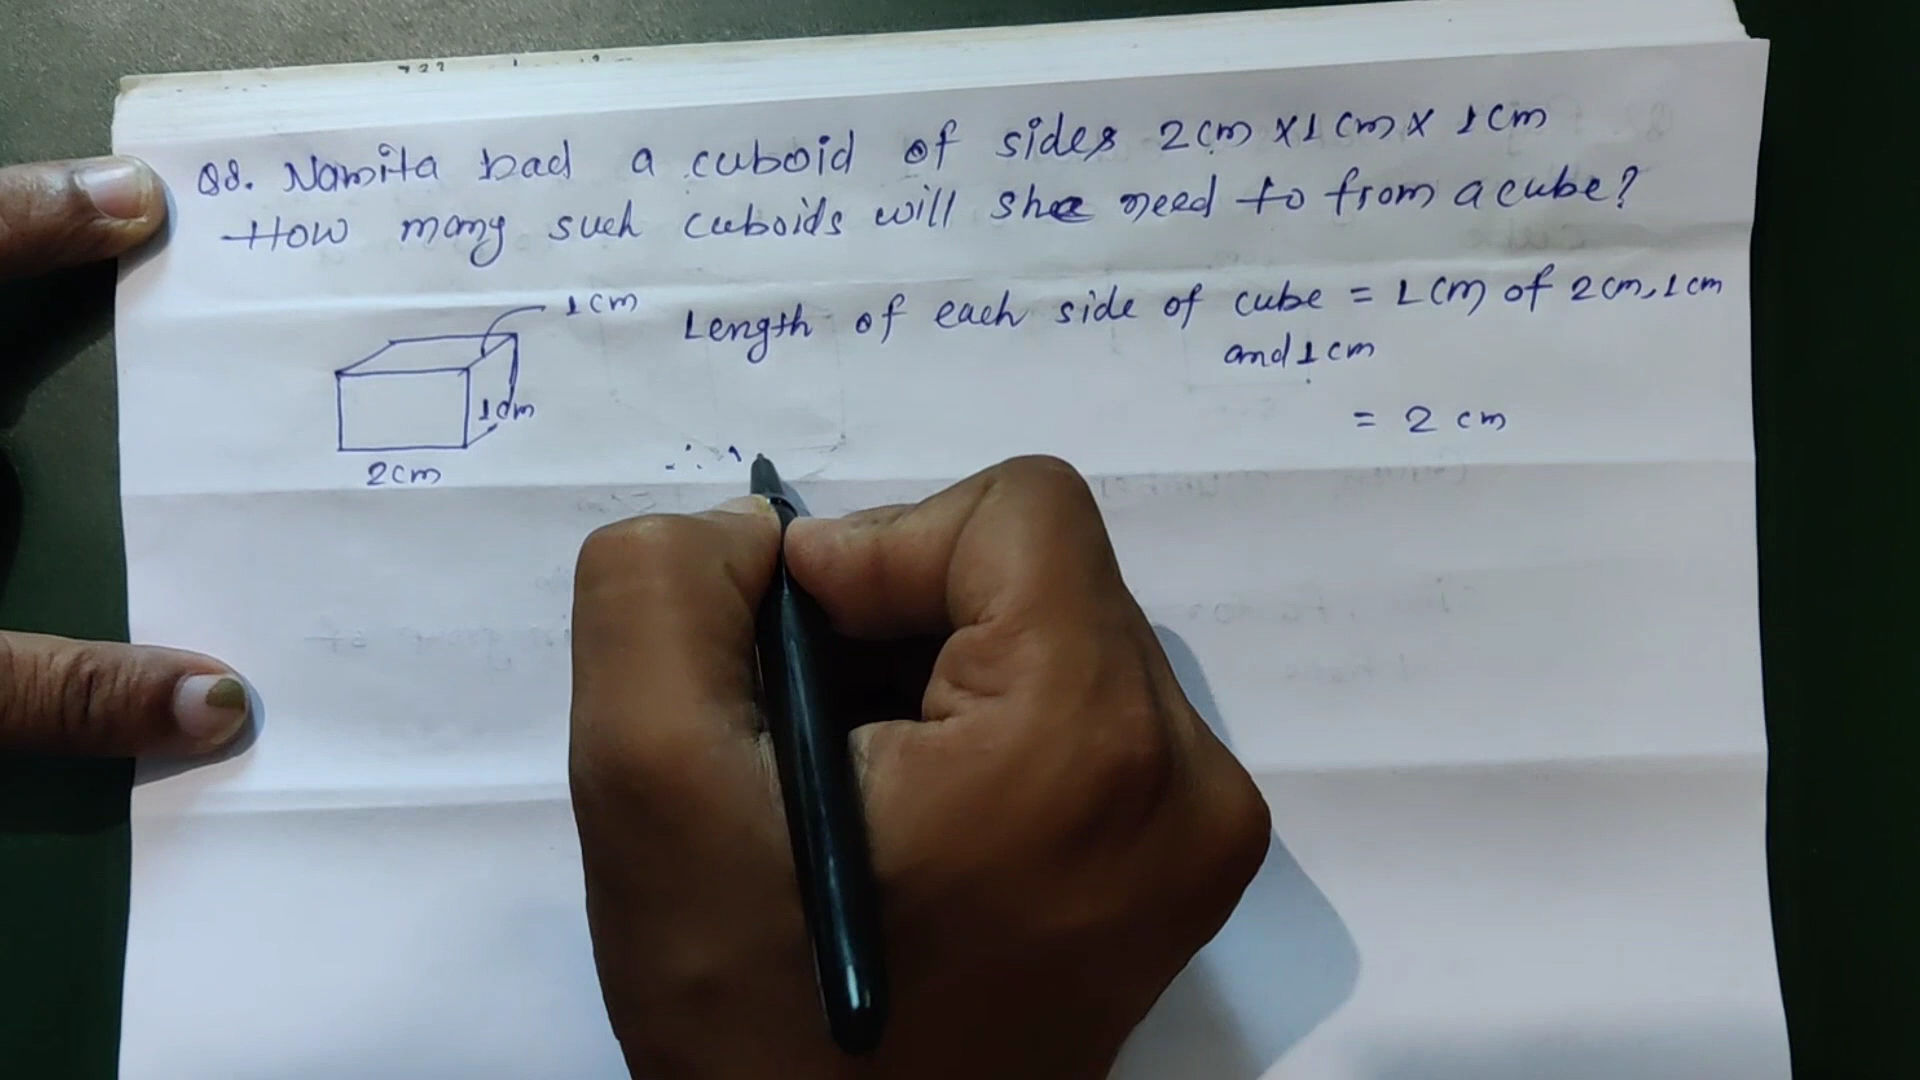 Q8. Namita had a cuboid of sides 2cm x 1cm x 1cm
How many such cuboids will she need to from a cube?
1cm
Length of each side of cube = LCM of 2cm, 1cm
and 1cm
1cm
= 2 cm
2cm
∴